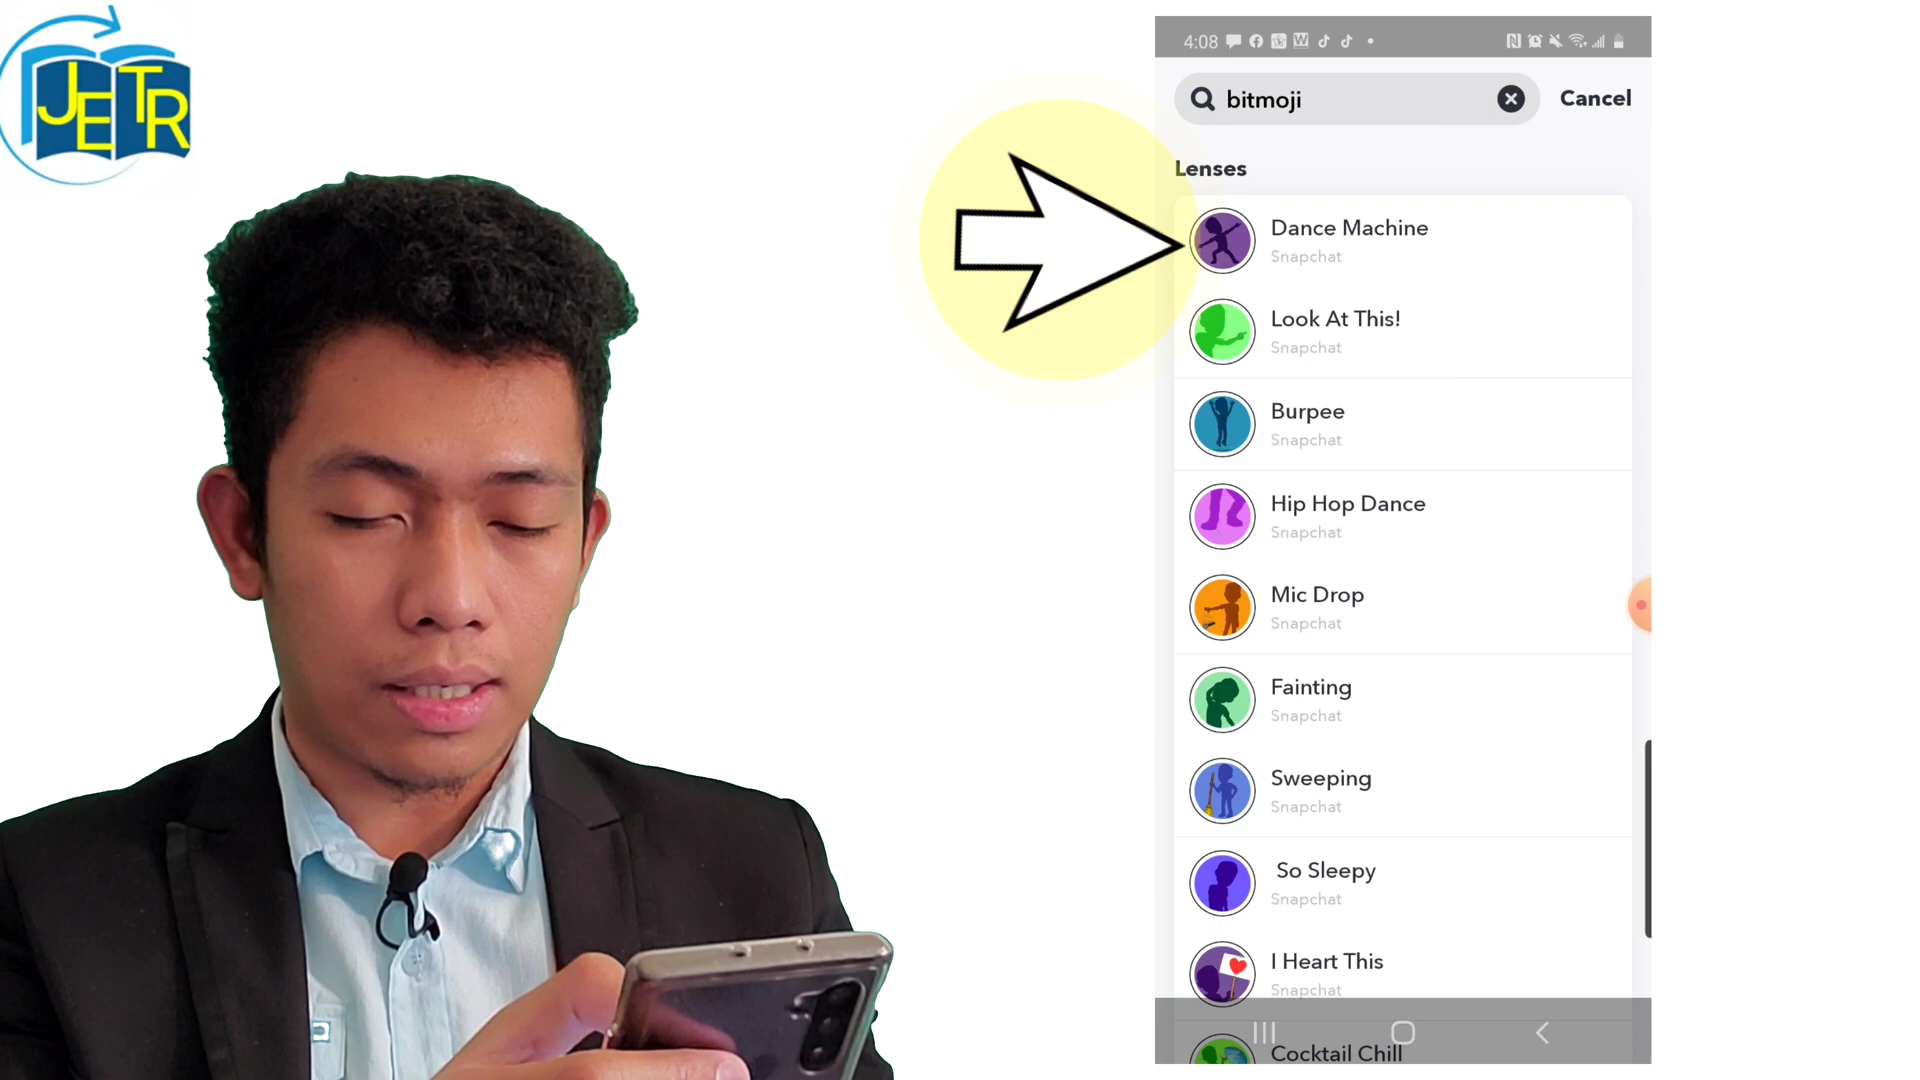 JETR
4:08
bitmoji
Cancel
Lenses
Dance Machine
Snapchat
Look At This!
Snapchat
Burpee
Snapchat
Hip Hop Dance
Snapchat
Mic Drop
Snapchat
Fainting
Snapchat
Sweeping
Snapchat
So Sleepy
Snapchat
I Heart This
Snapchat
Cocktail Chill